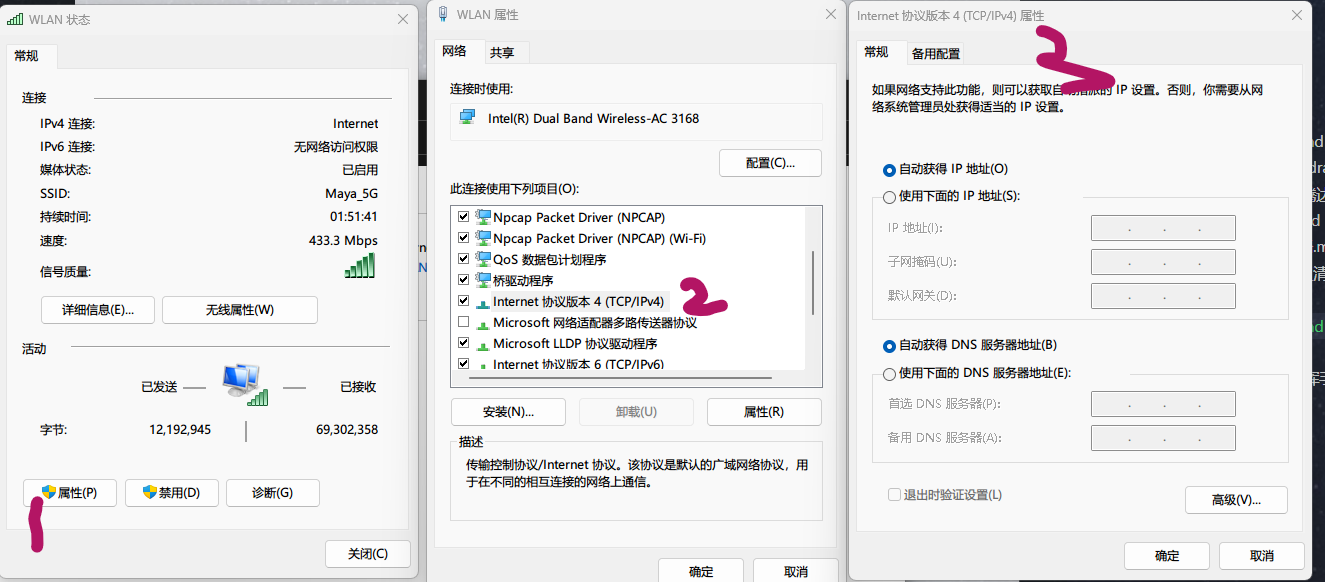 WLAN 状态
常规
连接
IPv4 连接: Internet
IPv6 连接: 无网络访问权限
媒体状态: 已启用
SSID: Maya_5G
持续时间: 01:51:41
速度: 433.3 Mbps
信号质量:
详细信息(E)... 无线属性(W)
活动
已发送 已接收
字节: 12,192,945 69,302,358
属性(P) 禁用(D) 诊断(G)
1
关闭(C)
WLAN 属性
网络 共享
连接时使用:
Intel(R) Dual Band Wireless-AC 3168
配置(C)...
此连接使用下列项目(O):
Npcap Packet Driver (NPCAP)
Npcap Packet Driver (NPCAP) (Wi-Fi)
QoS 数据包计划程序
桥驱动程序
Internet 协议版本 4 (TCP/IPv4)
2
Microsoft 网络适配器多路传送器协议
Microsoft LLDP 协议驱动程序
Internet 协议版本 6 (TCP/IPv6)
安装(N)... 卸载(U) 属性(R)
描述
传输控制协议/Internet 协议。该协议是默认的广域网络协议，用
于在不同的相互连接的网络上通信。
确定 取消
Internet 协议版本 4 (TCP/IPv4) 属性
常规 备用配置
如果网络支持此功能，则可以获取自动指派的 IP 设置。否则，你需要从网
络系统管理员处获得适当的 IP 设置。
自动获得 IP 地址(O)
使用下面的 IP 地址(S):
IP 地址(I): . . .
子网掩码(U): . . .
默认网关(D): . . .
自动获得 DNS 服务器地址(B)
使用下面的 DNS 服务器地址(E):
首选 DNS 服务器(P): . . .
备用 DNS 服务器(A): . . .
退出时验证设置(L)
高级(V)...
确定 取消